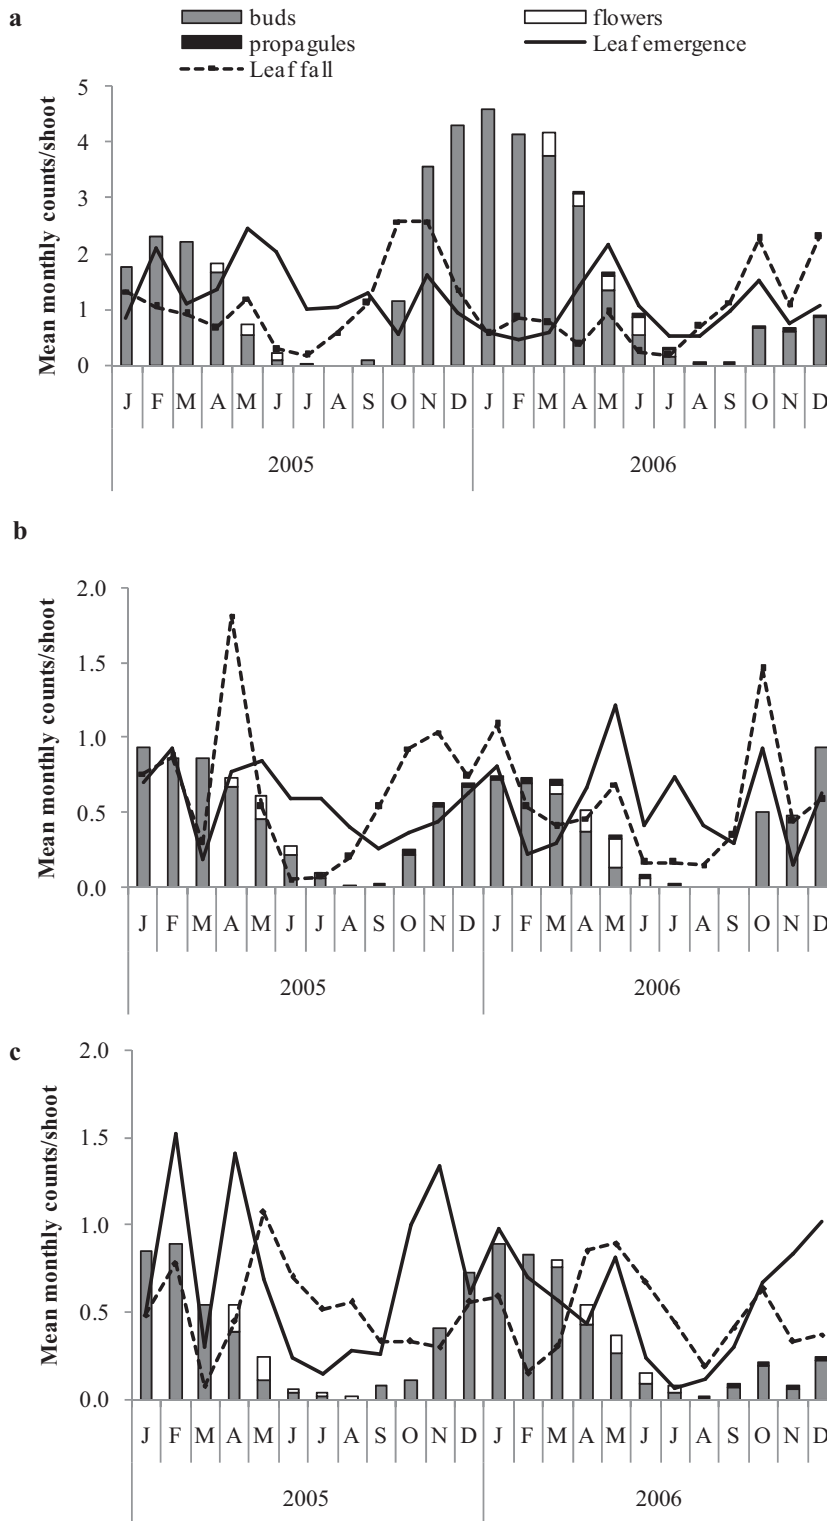 a
buds
flowers
propagules
Leaf emergence
Leaf fall
Mean monthly counts/shoot
5
4
3
2
1
0
J F M A M J J A S O N D J F M A M J J A S O N D
2005 2006
b
Mean monthly counts/shoot
2.0
1.5
1.0
0.5
0.0
J F M A M J J A S O N D J F M A M J J A S O N D
2005 2006
c
Mean monthly counts/shoot
2.0
1.5
1.0
0.5
0.0
J F M A M J J A S O N D J F M A M J J A S O N D
2005 2006